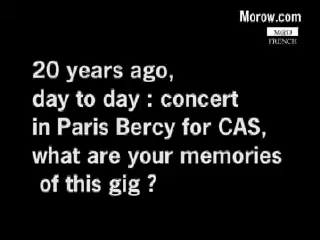 Morow.com
FRENCH
20 years ago,
day to day : concert
in Paris Bercy for CAS,
what are your memories
of this gig ?